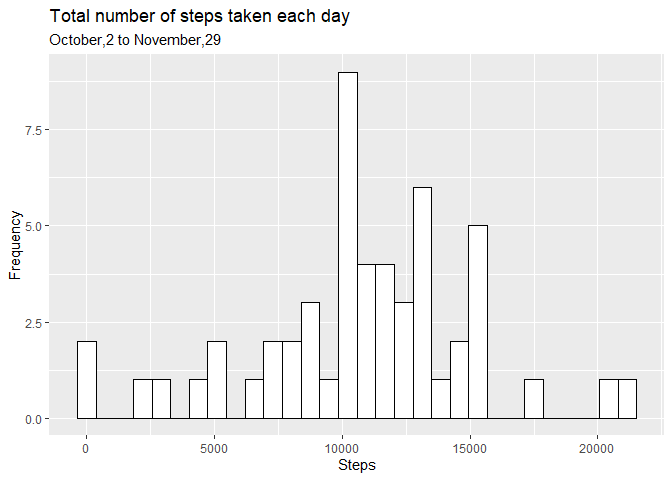 Total number of steps taken each day
October,2 to November,29
Frequency
7.5
5.0
2.5
0.0
0 5000 10000 15000 20000
Steps